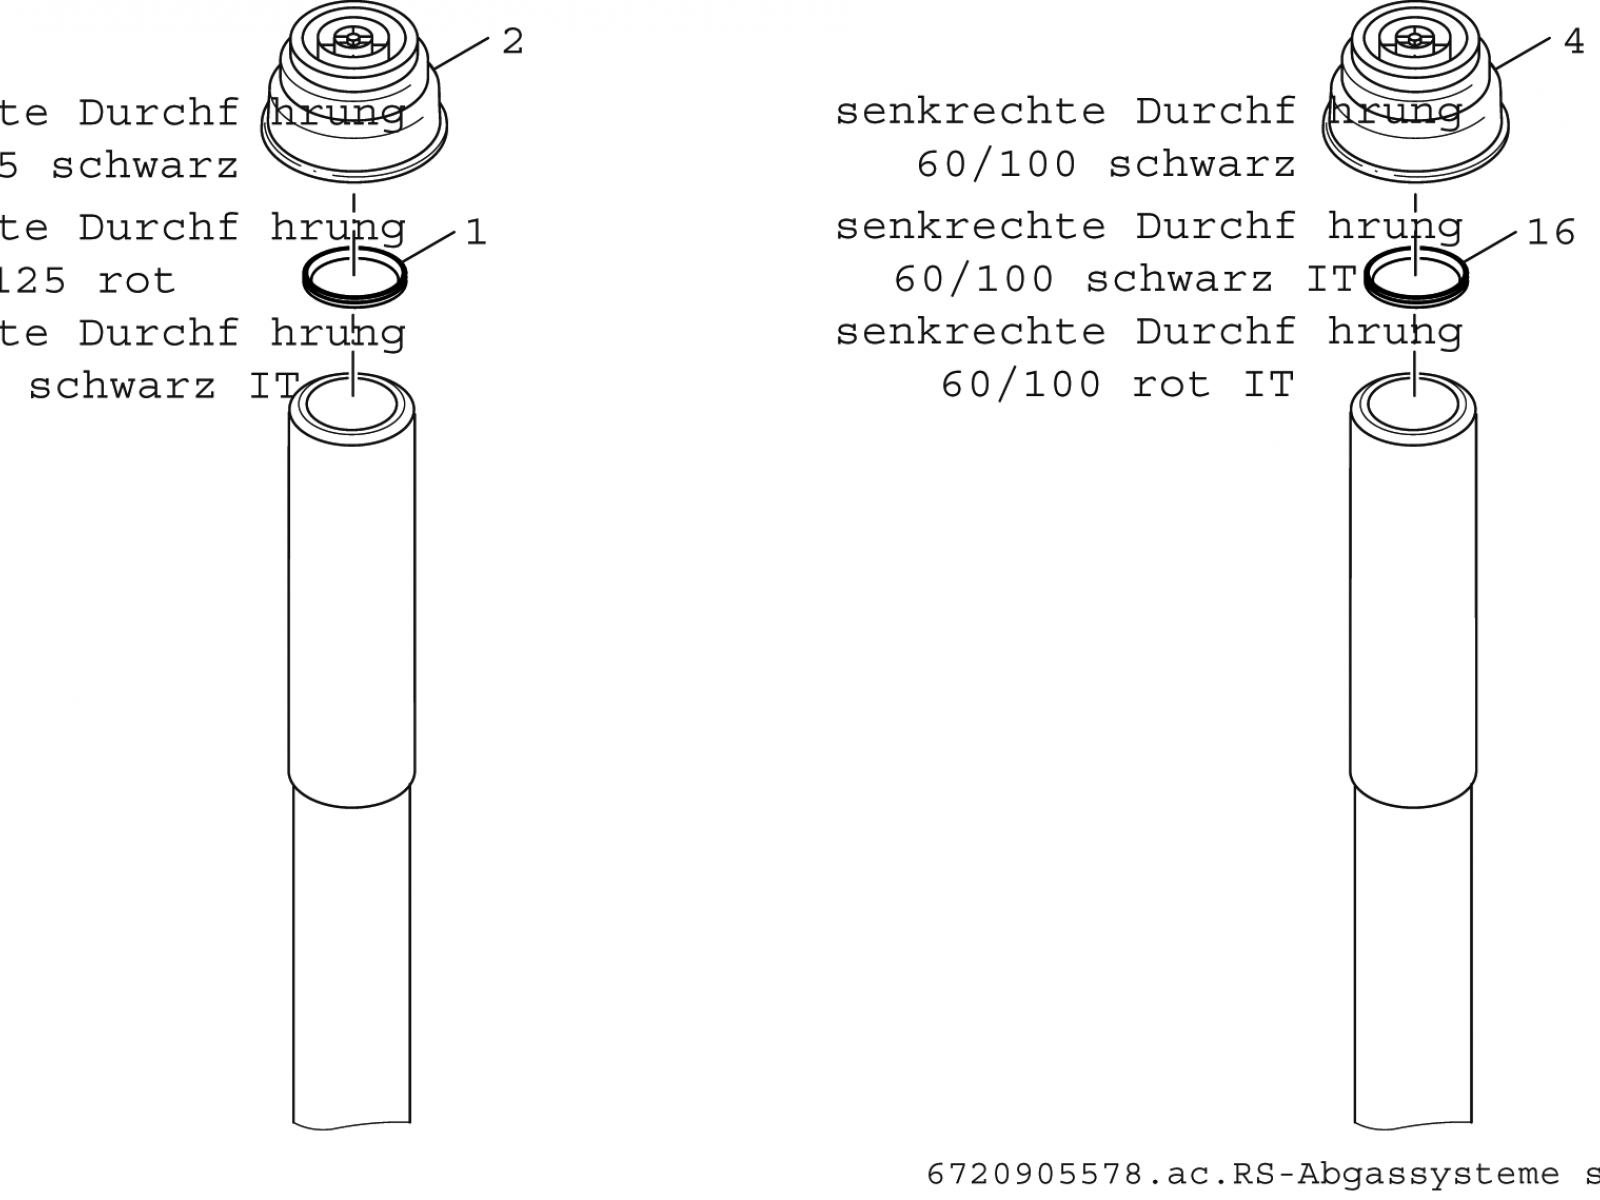 2
te Durchf hrung
5 schwarz
te Durchf hrung
1
125 rot
te Durchf hrung
schwarz IT
4
senkrechte Durchf hrung
60/100 schwarz
senkrechte Durchf hrung
16
60/100 schwarz IT
senkrechte Durchf hrung
60/100 rot IT
6720905578.ac.RS-Abgassysteme s